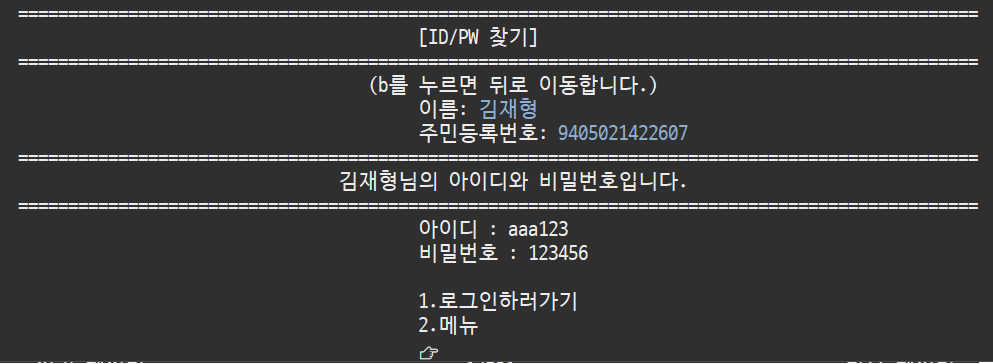 ================================================================================================
[ID/PW 찾기]
================================================================================================
(b를 누르면 뒤로 이동합니다.)
이름: 김재형
주민등록번호: 9405021422607
================================================================================================
김재형님의 아이디와 비밀번호입니다.
================================================================================================
아이디 : aaa123
비밀번호 : 123456
1.로그인하러가기
2.메뉴
☞